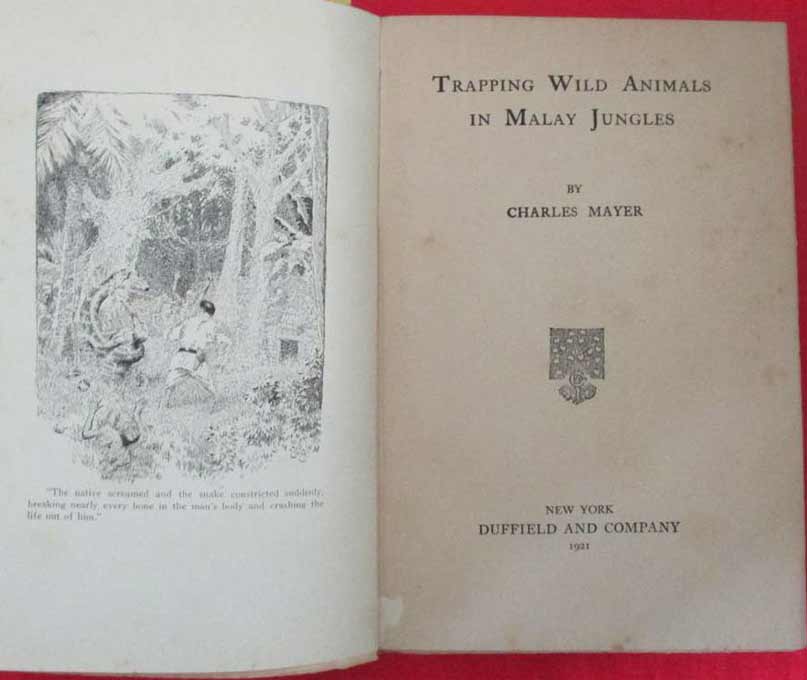 "The native screamed and the snake constricted suddenly,
breaking nearly every bone in the man's body and crushing the
life out of him."
TRAPPING WILD ANIMALS
IN MALAY JUNGLES
BY
CHARLES MAYER
NEW YORK
DUFFIELD AND COMPANY
1921